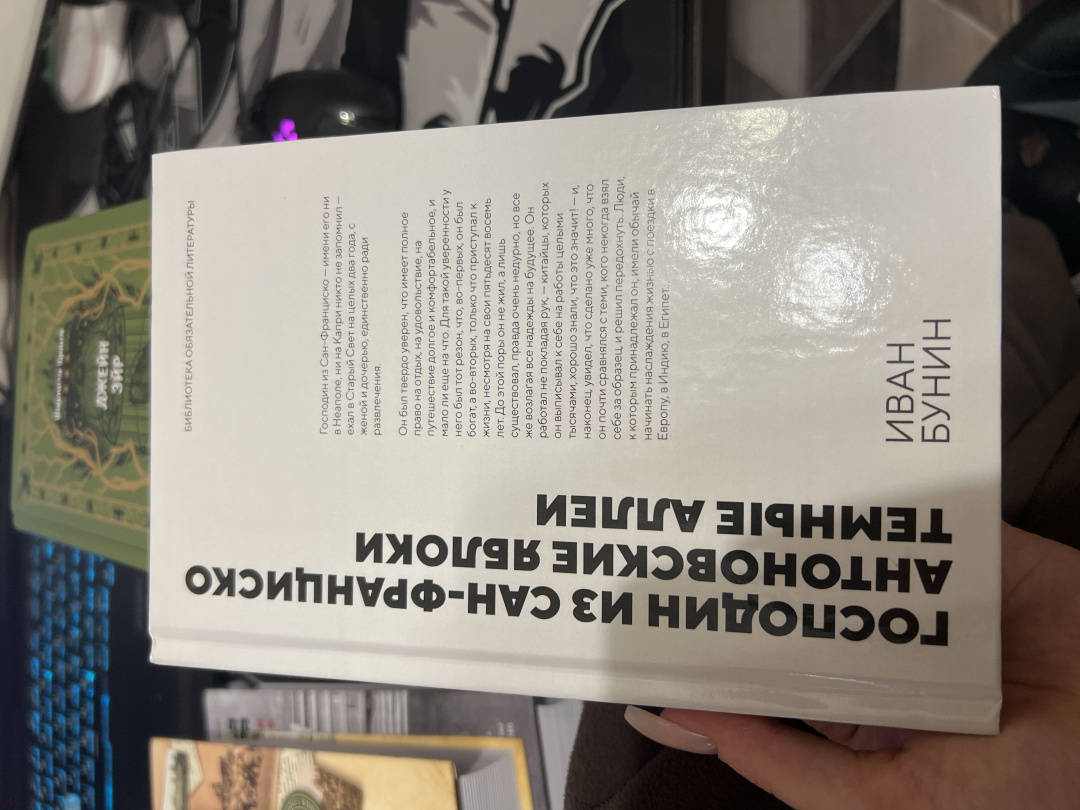 БИБЛИОТЕКА ОБЯЗАТЕЛЬНОЙ ЛИТЕРАТУРЫ
Господин из Сан-Франциско — имени его ни
в Неаполе, ни на Капри никто не запомнил —
ехал в Старый Свет на целых два года, с
женой и дочерью, единственно ради
развлечения.
Он был твердо уверен, что имеет полное
право на отдых, на удовольствие, на
путешествие долгое и комфортабельное, и
мало ли еще на что. Для такой уверенности у
него был тот резон, что, во-первых, он был
богат, а во-вторых, только что приступал к
жизни, несмотря на свои пятьдесят восемь
лет. До этой поры он не жил, а лишь
существовал, правда очень недурно, но все
же возлагая все надежды на будущее. Он
работал не покладая рук, — китайцы, которых
он выписывал к себе на работы целыми
тысячами, хорошо знали, что это значит! — и,
наконец, увидел, что сделано уже много, что
он почти сравнялся с теми, кого некогда взял
себе за образец, и решил передохнуть. Люди,
к которым принадлежал он, имели обычай
начинать наслаждения жизнью с поездки в
Европу, в Индию, в Египет.
ИВАН
БУНИН
ГОСПОДИН ИЗ САН-ФРАНЦИСКО
АНТОНОВСКИЕ ЯБЛОКИ
ТЕМНЫЕ АЛЛЕИ
Шарлотта Бронте
ДЖЕЙН
ЭЙР